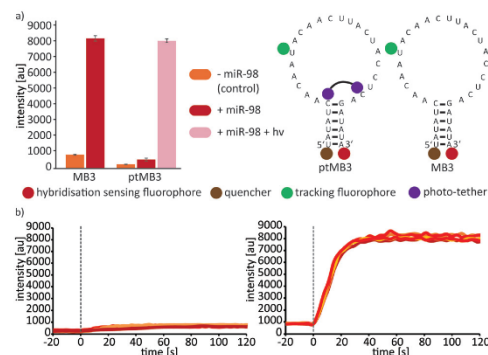 a)
9000
8000
7000
6000
5000
4000
3000
2000
1000
0
intensity [au]
MB3 ptMB3
- miR-98
(control)
+ miR-98
+ miR-98 + hν
5' 3'
ptMB3
5' 3'
MB3
hybridisation sensing fluorophore quencher tracking fluorophore photo-tether
b)
9000
8000
7000
6000
5000
4000
3000
2000
1000
0
intensity [au]
-20 0 20 40 60 80 100 120
time [s]
9000
8000
7000
6000
5000
4000
3000
2000
1000
0
intensity [au]
-20 0 20 40 60 80 100 120
time [s]